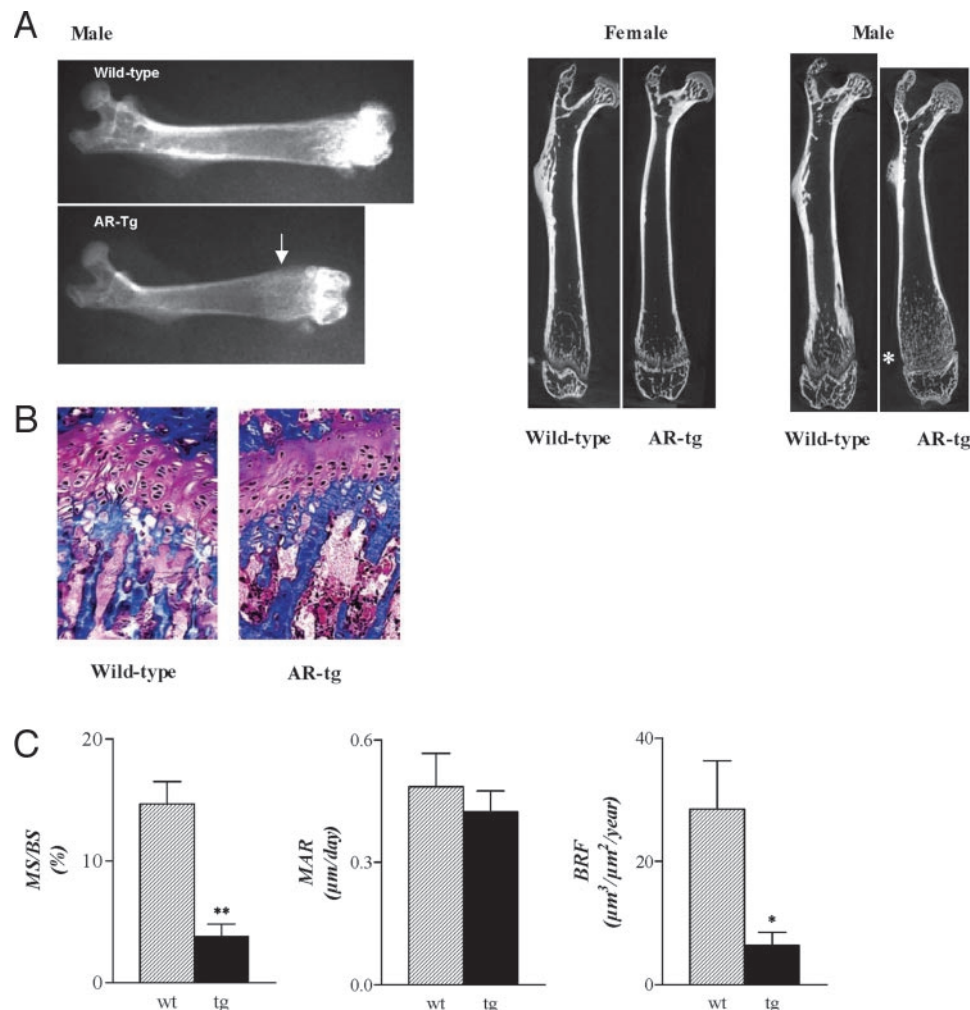 A
Male
Wild-type
AR-Tg
Female
Male
*
Wild-type AR-tg
Wild-type AR-tg
B
Wild-type
AR-tg
C
MS/BS
(%)
20
10
0
**
wt tg
MAR
(µm/day)
0.6
0.3
0.0
wt tg
BRF
(µm³/µm²/year)
40
20
0
*
wt tg